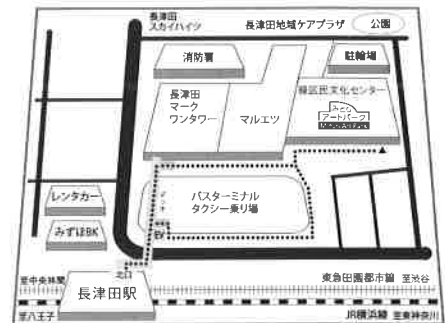 長津田
スカイハイツ
長津田地域ケアプラザ
公園
消防署
駐輪場
長津田
マーク
ワンタワー
マルエツ
緑区民文化センター
みどり
アートパーク
バスターミナル
タクシー乗り場
EV
レンタカー
みずほBK
北口
至中央林間
東急田園都市線
至渋谷
長津田駅
至八王子
JR横浜線
至東神奈川